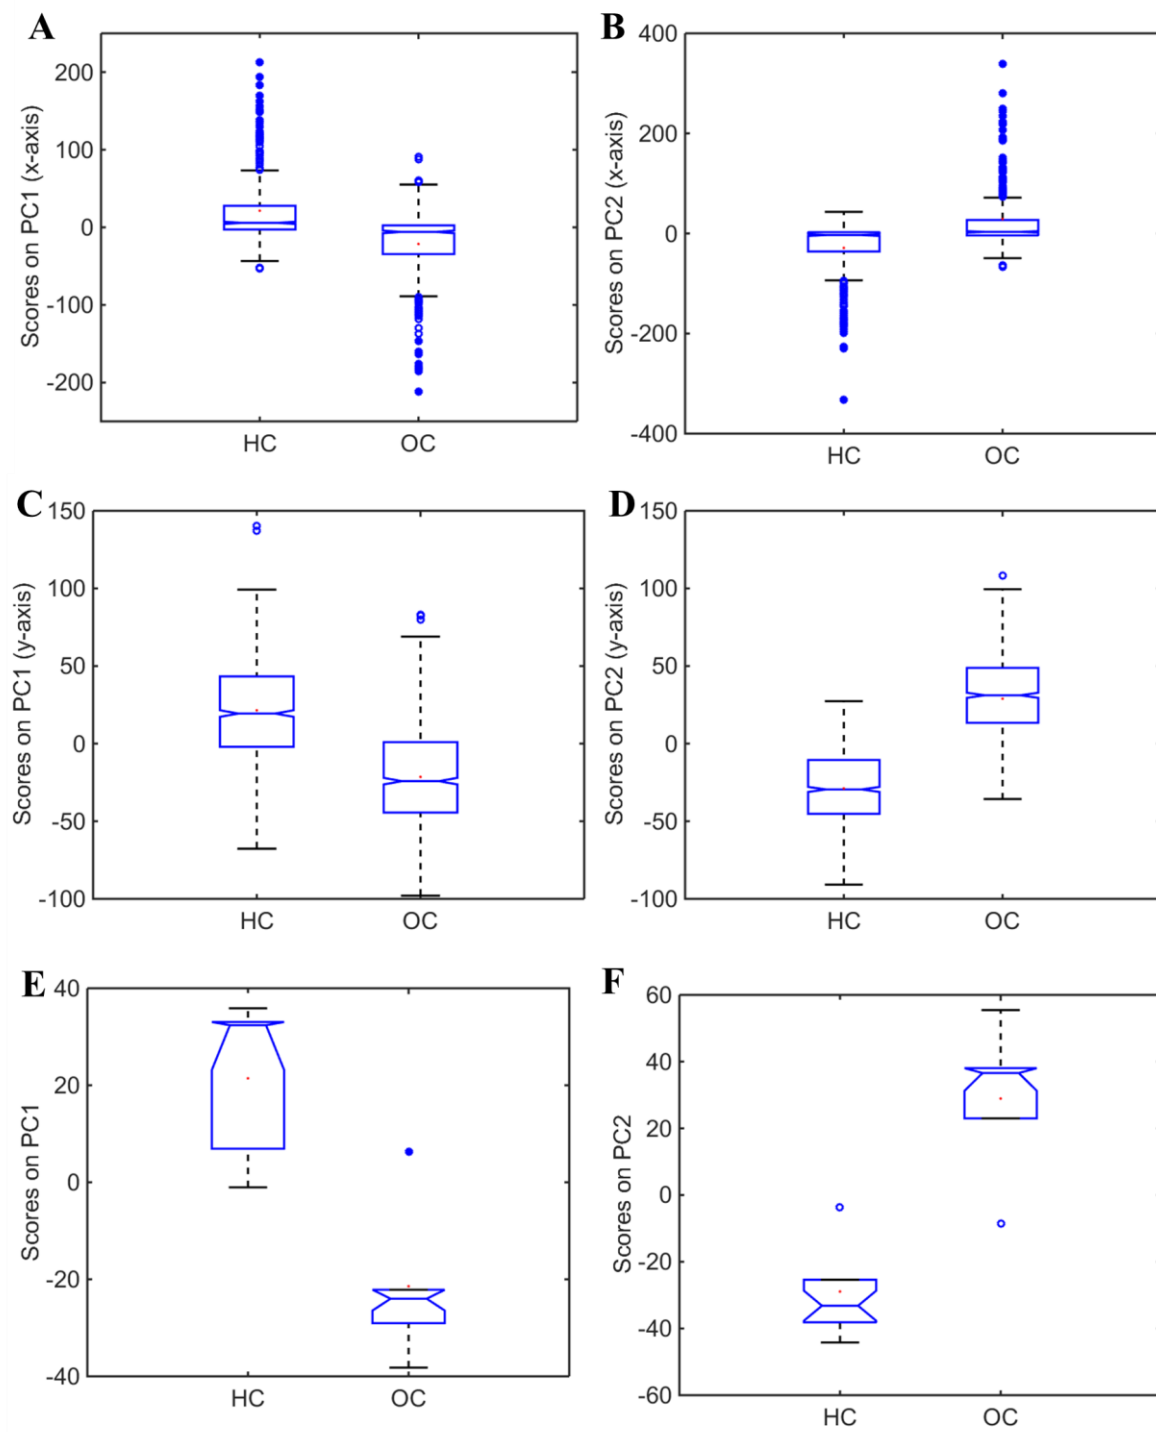 A
Scores on PC1 (x-axis)
200
100
0
-100
-200
HC
OC
B
Scores on PC2 (x-axis)
400
200
0
-200
-400
HC
OC
C
Scores on PC1 (y-axis)
150
100
50
0
-50
-100
HC
OC
D
Scores on PC2 (y-axis)
150
100
50
0
-50
-100
HC
OC
E
Scores on PC1
40
20
0
-20
-40
HC
OC
F
Scores on PC2
60
40
20
0
-20
-40
-60
HC
OC